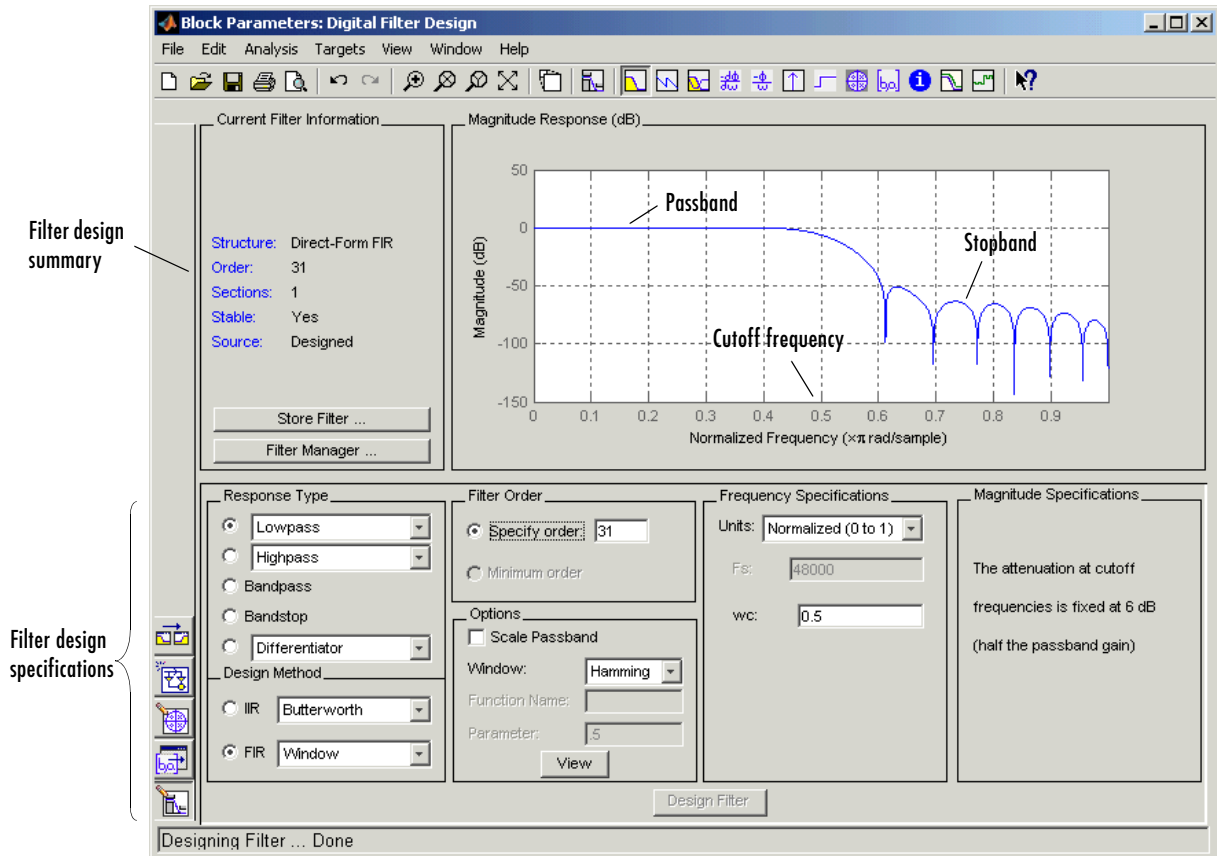 Block Parameters: Digital Filter Design
File Edit Analysis Targets View Window Help
Current Filter Information
Structure: Direct-Form FIR
Order: 31
Sections: 1
Stable: Yes
Source: Designed
Store Filter ...
Filter Manager ...
Filter design
summary
Magnitude Response (dB)
Magnitude (dB)
50
0
-50
-100
-150
0 0.1 0.2 0.3 0.4 0.5 0.6 0.7 0.8 0.9
Normalized Frequency (×π rad/sample)
Passband
Stopband
Cutoff frequency
Filter design
specifications
Response Type
Lowpass
Highpass
Bandpass
Bandstop
Differentiator
Design Method
IIR Butterworth
FIR Window
Filter Order
Specify order: 31
Minimum order
Options
Scale Passband
Window: Hamming
Function Name:
Parameter: .5
View
Frequency Specifications
Units: Normalized (0 to 1)
Fs: 48000
wc: 0.5
Magnitude Specifications
The attenuation at cutoff
frequencies is fixed at 6 dB
(half the passband gain)
Design Filter
Designing Filter ... Done